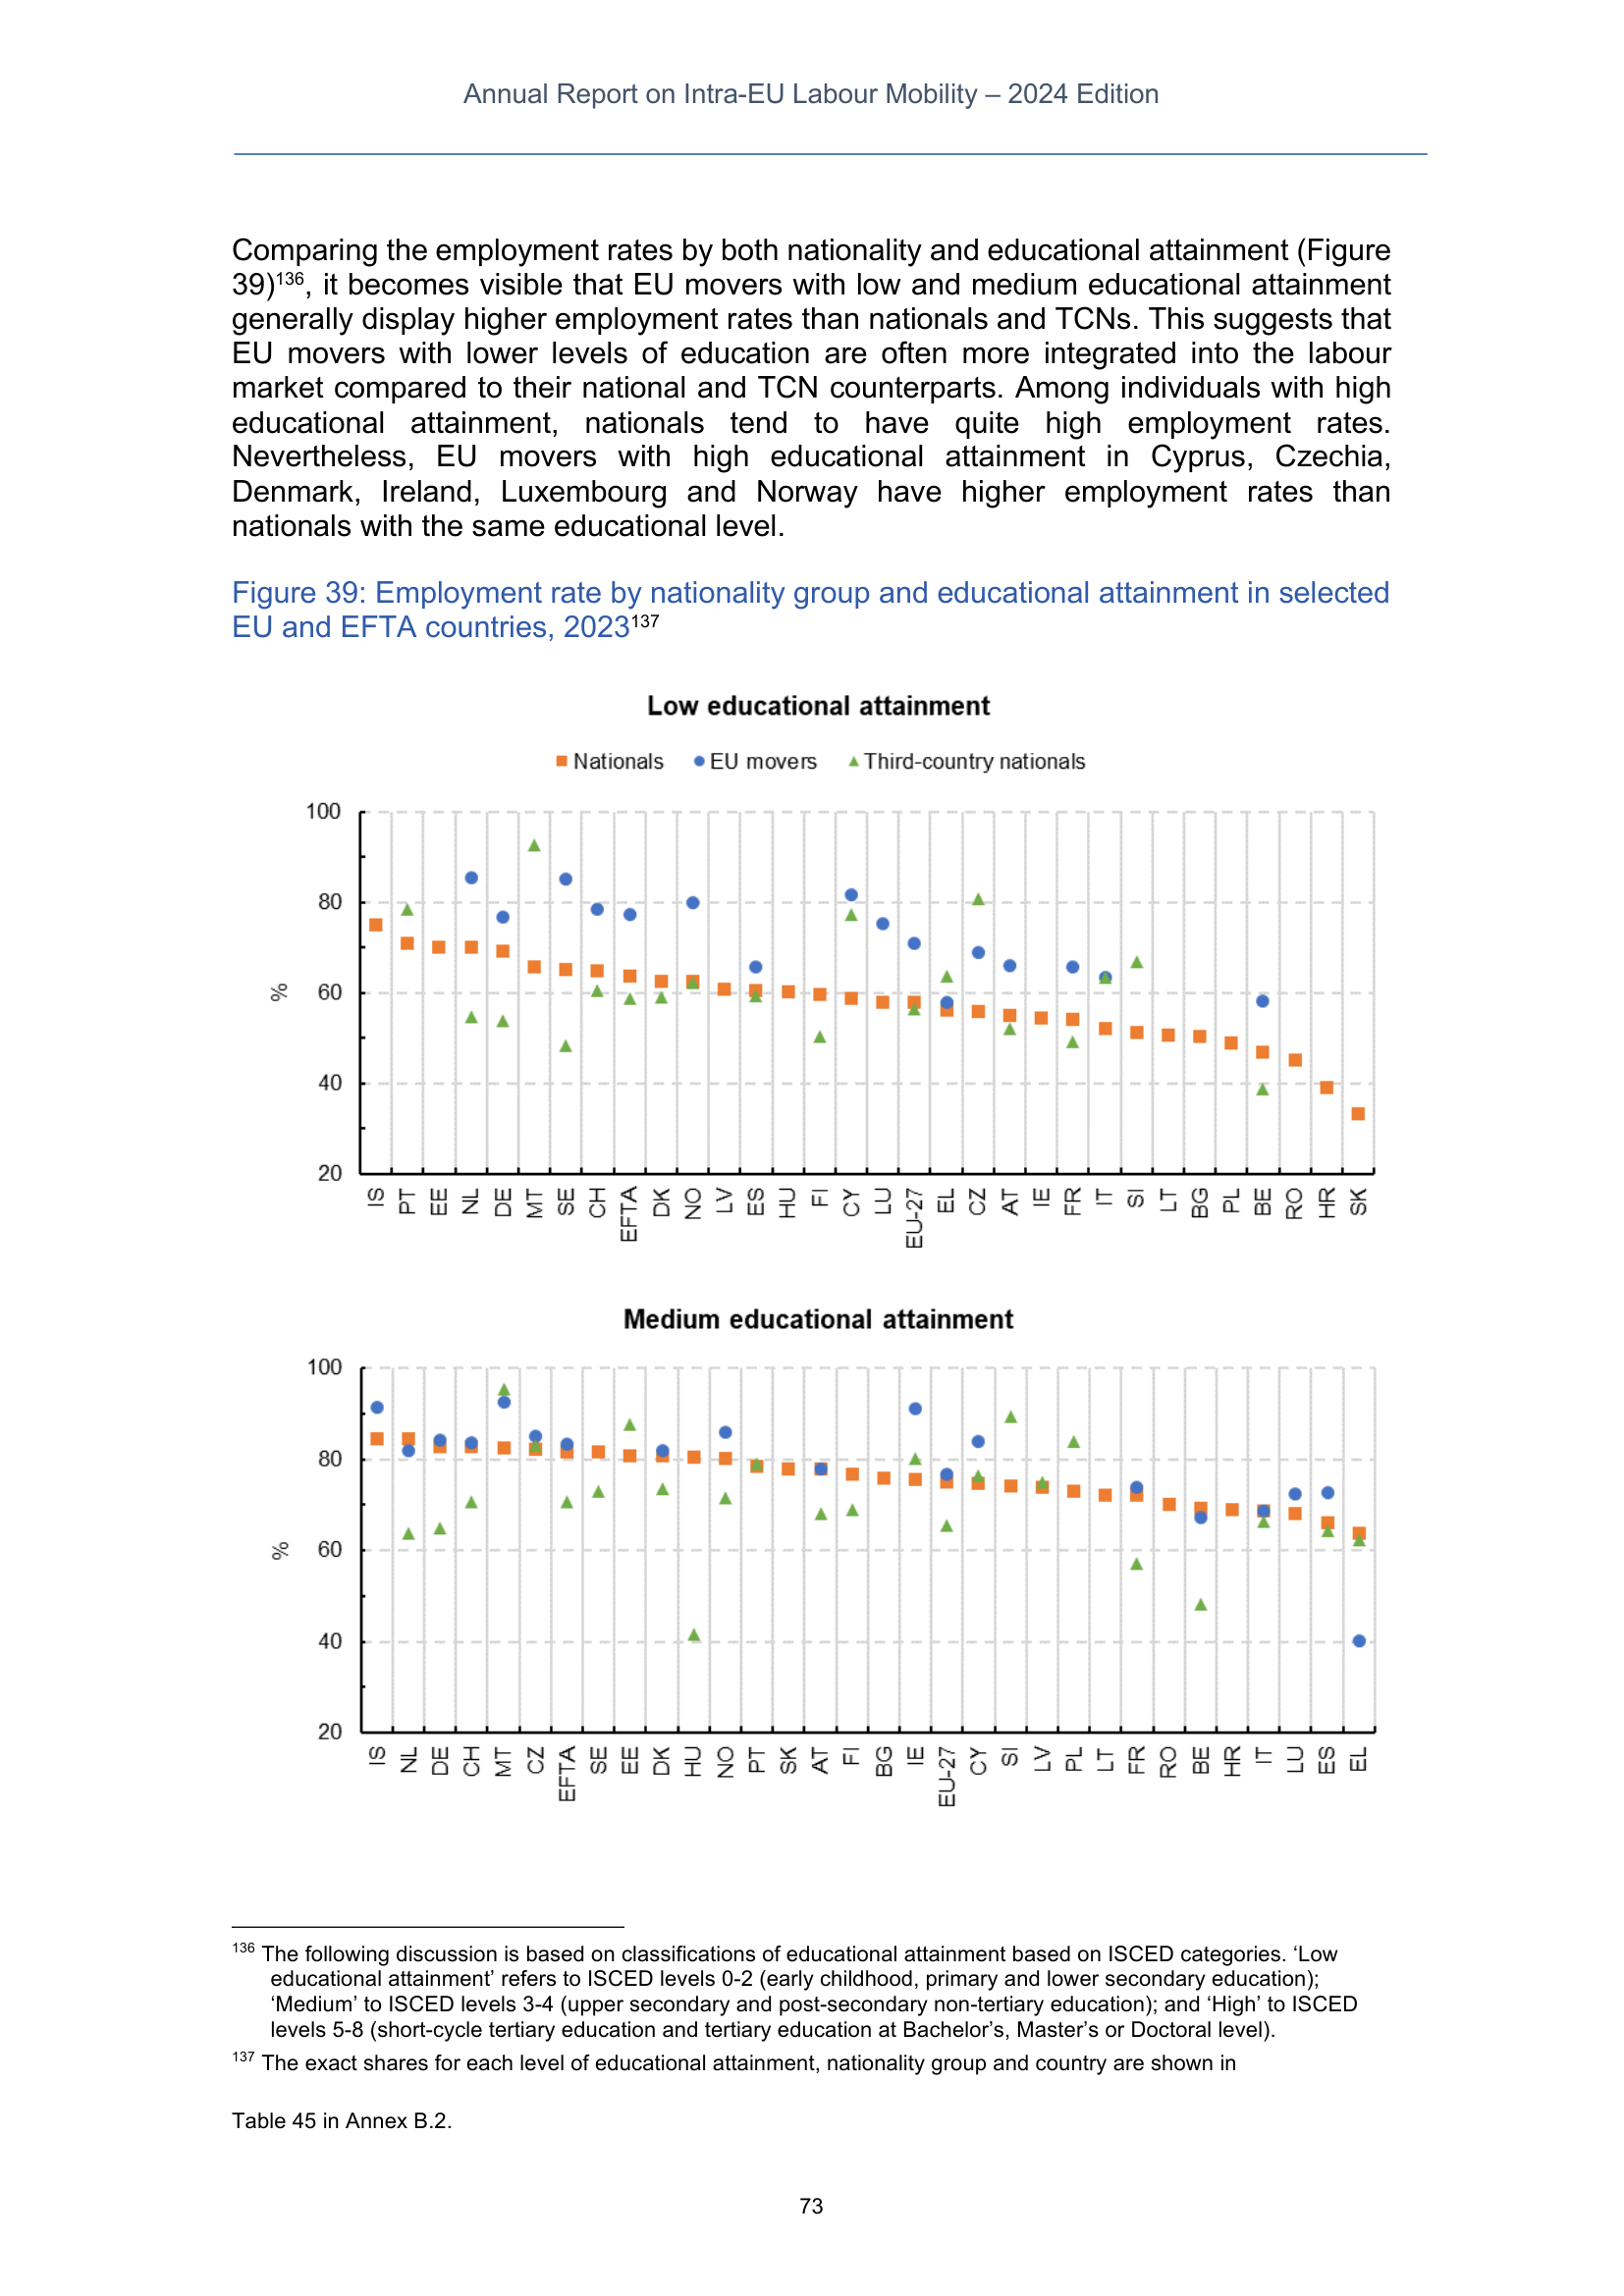 Annual Report on Intra-EU Labour Mobility – 2024 Edition
Comparing the employment rates by both nationality and educational attainment (Figure
39)136, it becomes visible that EU movers with low and medium educational attainment
generally display higher employment rates than nationals and TCNs. This suggests that
EU movers with lower levels of education are often more integrated into the labour
market compared to their national and TCN counterparts. Among individuals with high
educational attainment, nationals tend to have quite high employment rates.
Nevertheless, EU movers with high educational attainment in Cyprus, Czechia,
Denmark, Ireland, Luxembourg and Norway have higher employment rates than
nationals with the same educational level.
Figure 39: Employment rate by nationality group and educational attainment in selected
EU and EFTA countries, 2023137
Low educational attainment
Nationals EU movers Third-country nationals
100
80
60
%
40
20
IS PT EE NL DE MT SE CH EFTA DK NO LV ES HU FI CY LU EU-27 EL CZ AT IE FR IT SI LT BG PL BE RO HR SK
Medium educational attainment
100
80
60
%
40
20
IS NL DE CH MT CZ EFTA SE EE DK HU NO PT SK AT FI BG IE EU-27 CY SI LV PL LT FR RO BE HR IT LU ES EL
136 The following discussion is based on classifications of educational attainment based on ISCED categories. ‘Low
educational attainment’ refers to ISCED levels 0-2 (early childhood, primary and lower secondary education);
‘Medium’ to ISCED levels 3-4 (upper secondary and post-secondary non-tertiary education); and ‘High’ to ISCED
levels 5-8 (short-cycle tertiary education and tertiary education at Bachelor’s, Master’s or Doctoral level).
137 The exact shares for each level of educational attainment, nationality group and country are shown in
Table 45 in Annex B.2.
73